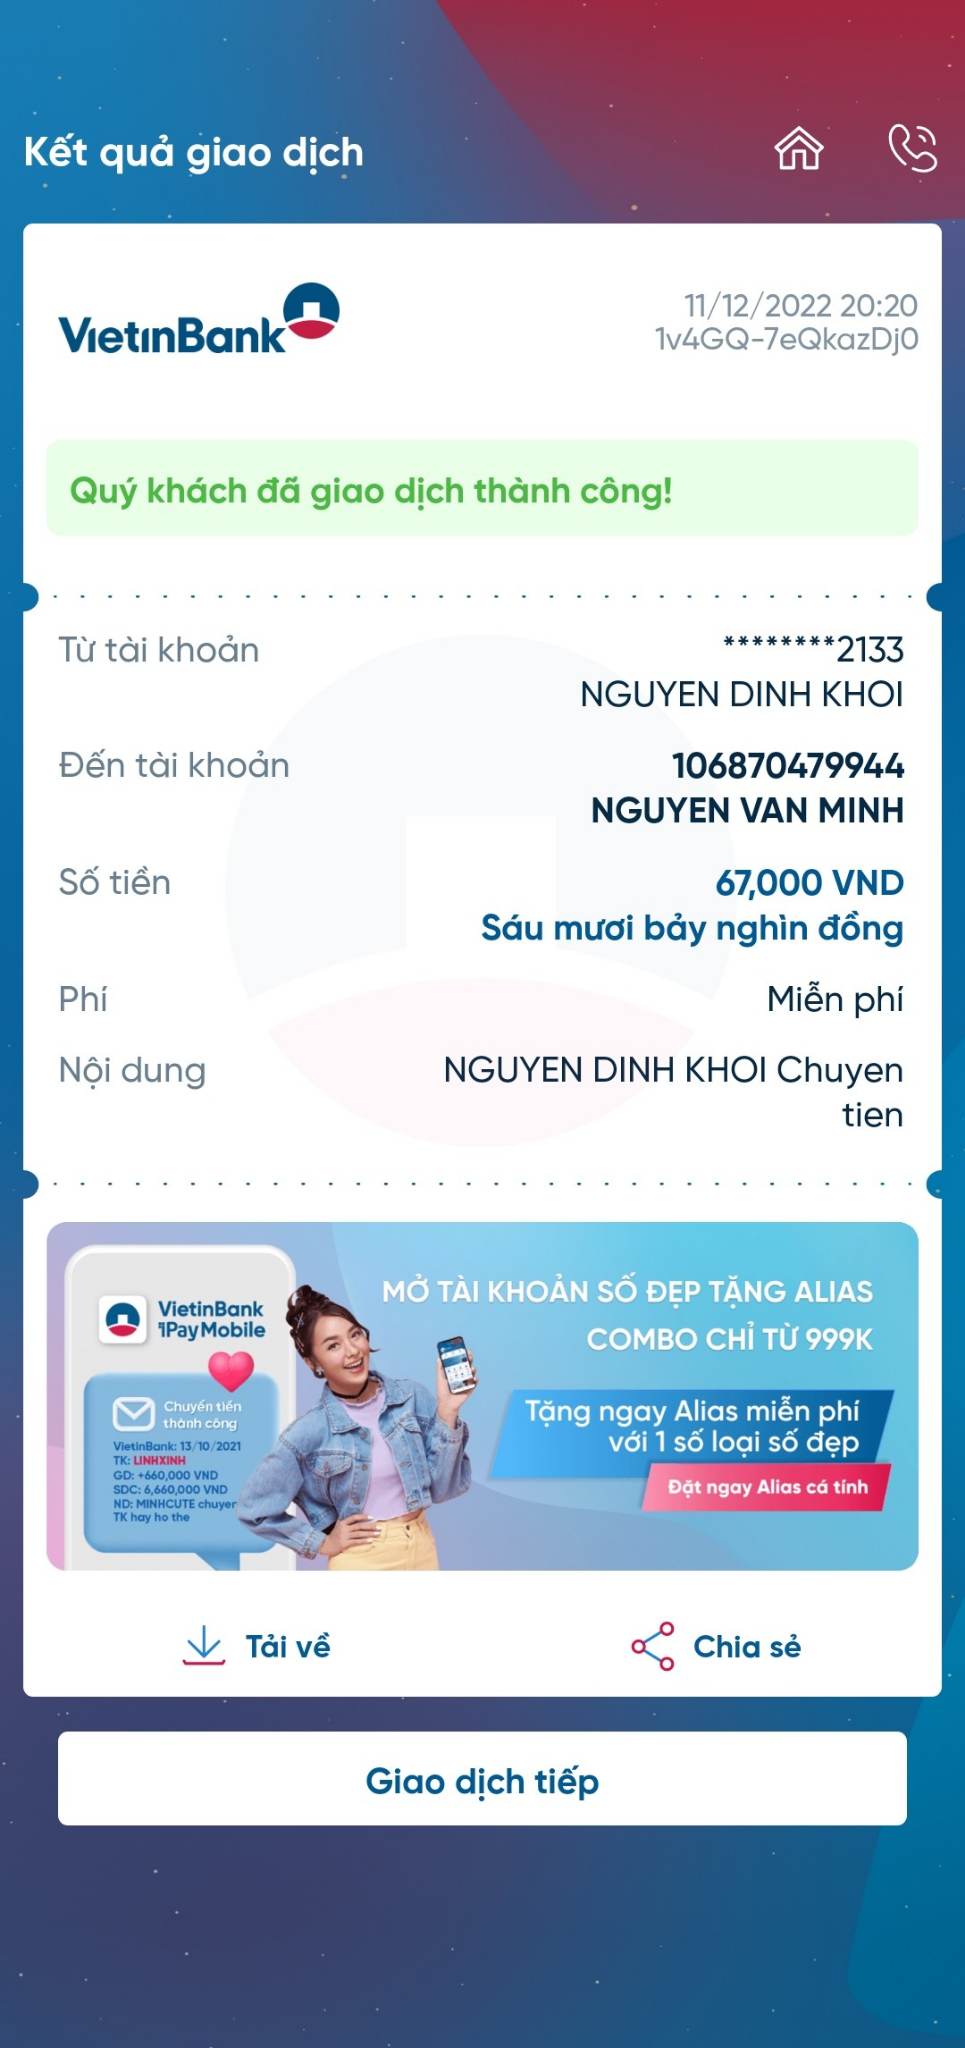 Kết quả giao dịch
VietinBank
11/12/2022 20:20
1v4GQ-7eQkazDj0
Quý khách đã giao dịch thành công!
Từ tài khoản
********2133
NGUYEN DINH KHOI
Đến tài khoản
106870479944
NGUYEN VAN MINH
Số tiền
67,000 VND
Sáu mươi bảy nghìn đồng
Phí
Miễn phí
Nội dung
NGUYEN DINH KHOI Chuyen
tien
VietinBank
iPayMobile
Chuyển tiền
thành công
VietinBank: 13/10/2021
TK: LINHXINH
GD: +660,000 VND
SDC: 6,660,000 VND
ND: MINHCUTE chuyen
TK hay ho the
MỞ TÀI KHOẢN SỐ ĐẸP TẶNG ALIAS
COMBO CHỈ TỪ 999K
Tặng ngay Alias miễn phí
với 1 số loại số đẹp
Đặt ngay Alias cá tính
Tải về
Chia sẻ
Giao dịch tiếp